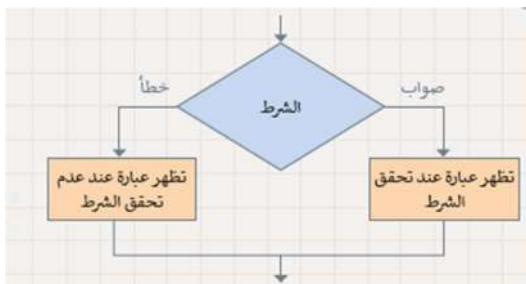 صواب
خطأ
الشرط
تظهر عبارة عند تحقق
الشرط
تظهر عبارة عند عدم
تحقق الشرط